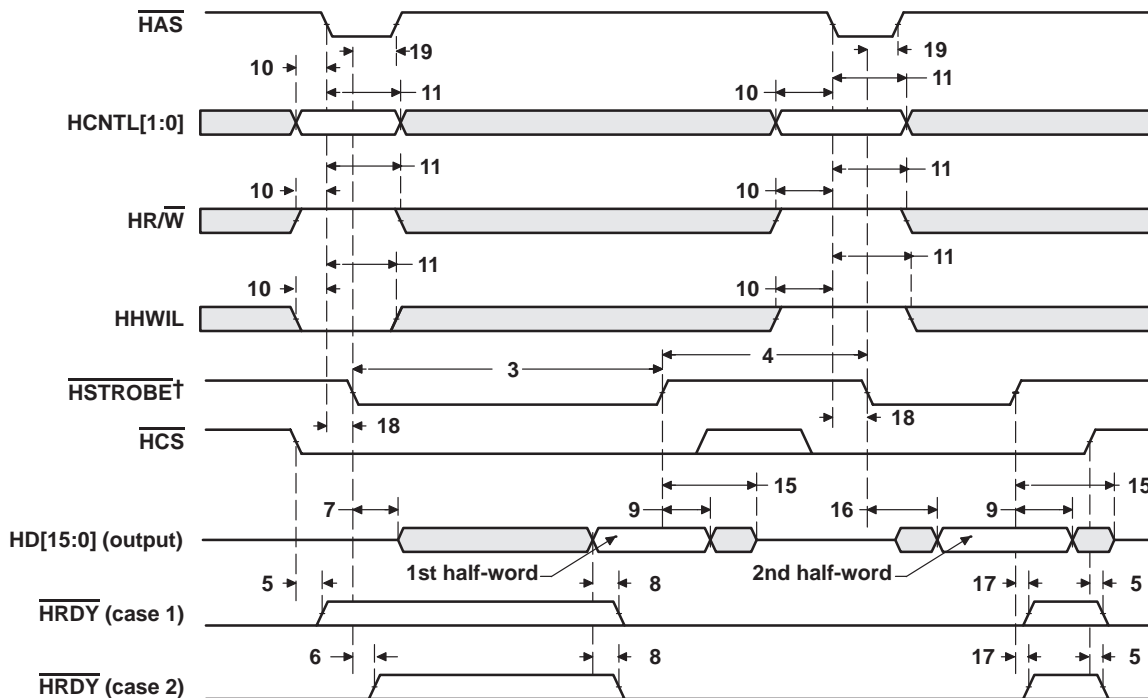 HAS
19 19
10 11 10 11
HCNTL[1:0]
11 11
10 10
HR/W
11 11
10 10
HHWIL
3 4
HSTROBE†
18 18
HCS
15 15
7 9 16 9
HD[15:0] (output)
1st half-word 2nd half-word
5 8 17 5
HRDY (case 1)
6 8 17 5
HRDY (case 2)